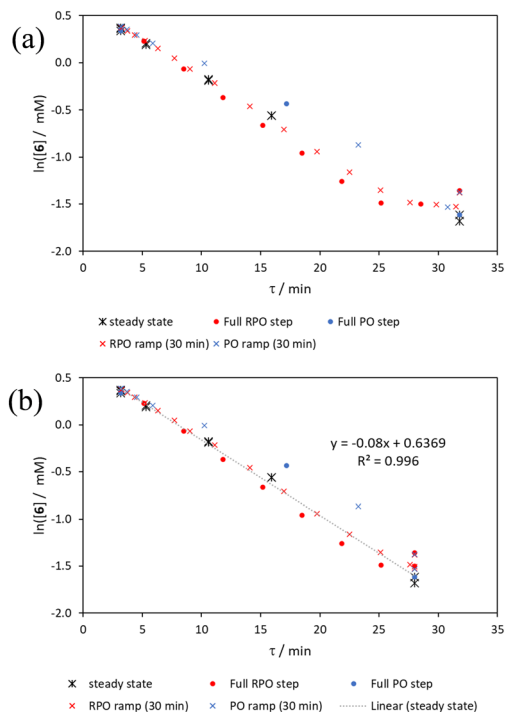 (a)
0.5
0.0
-0.5
-1.0
-1.5
-2.0
ln([6] / mM)
0 5 10 15 20 25 30 35
τ / min
steady state Full RPO step Full PO step
RPO ramp (30 min) PO ramp (30 min)
(b)
0.5
0.0
-0.5
-1.0
-1.5
-2.0
ln([6] / mM)
y = -0.08x + 0.6369
R² = 0.996
0 5 10 15 20 25 30 35
τ / min
steady state Full RPO step Full PO step
RPO ramp (30 min) PO ramp (30 min) Linear (steady state)